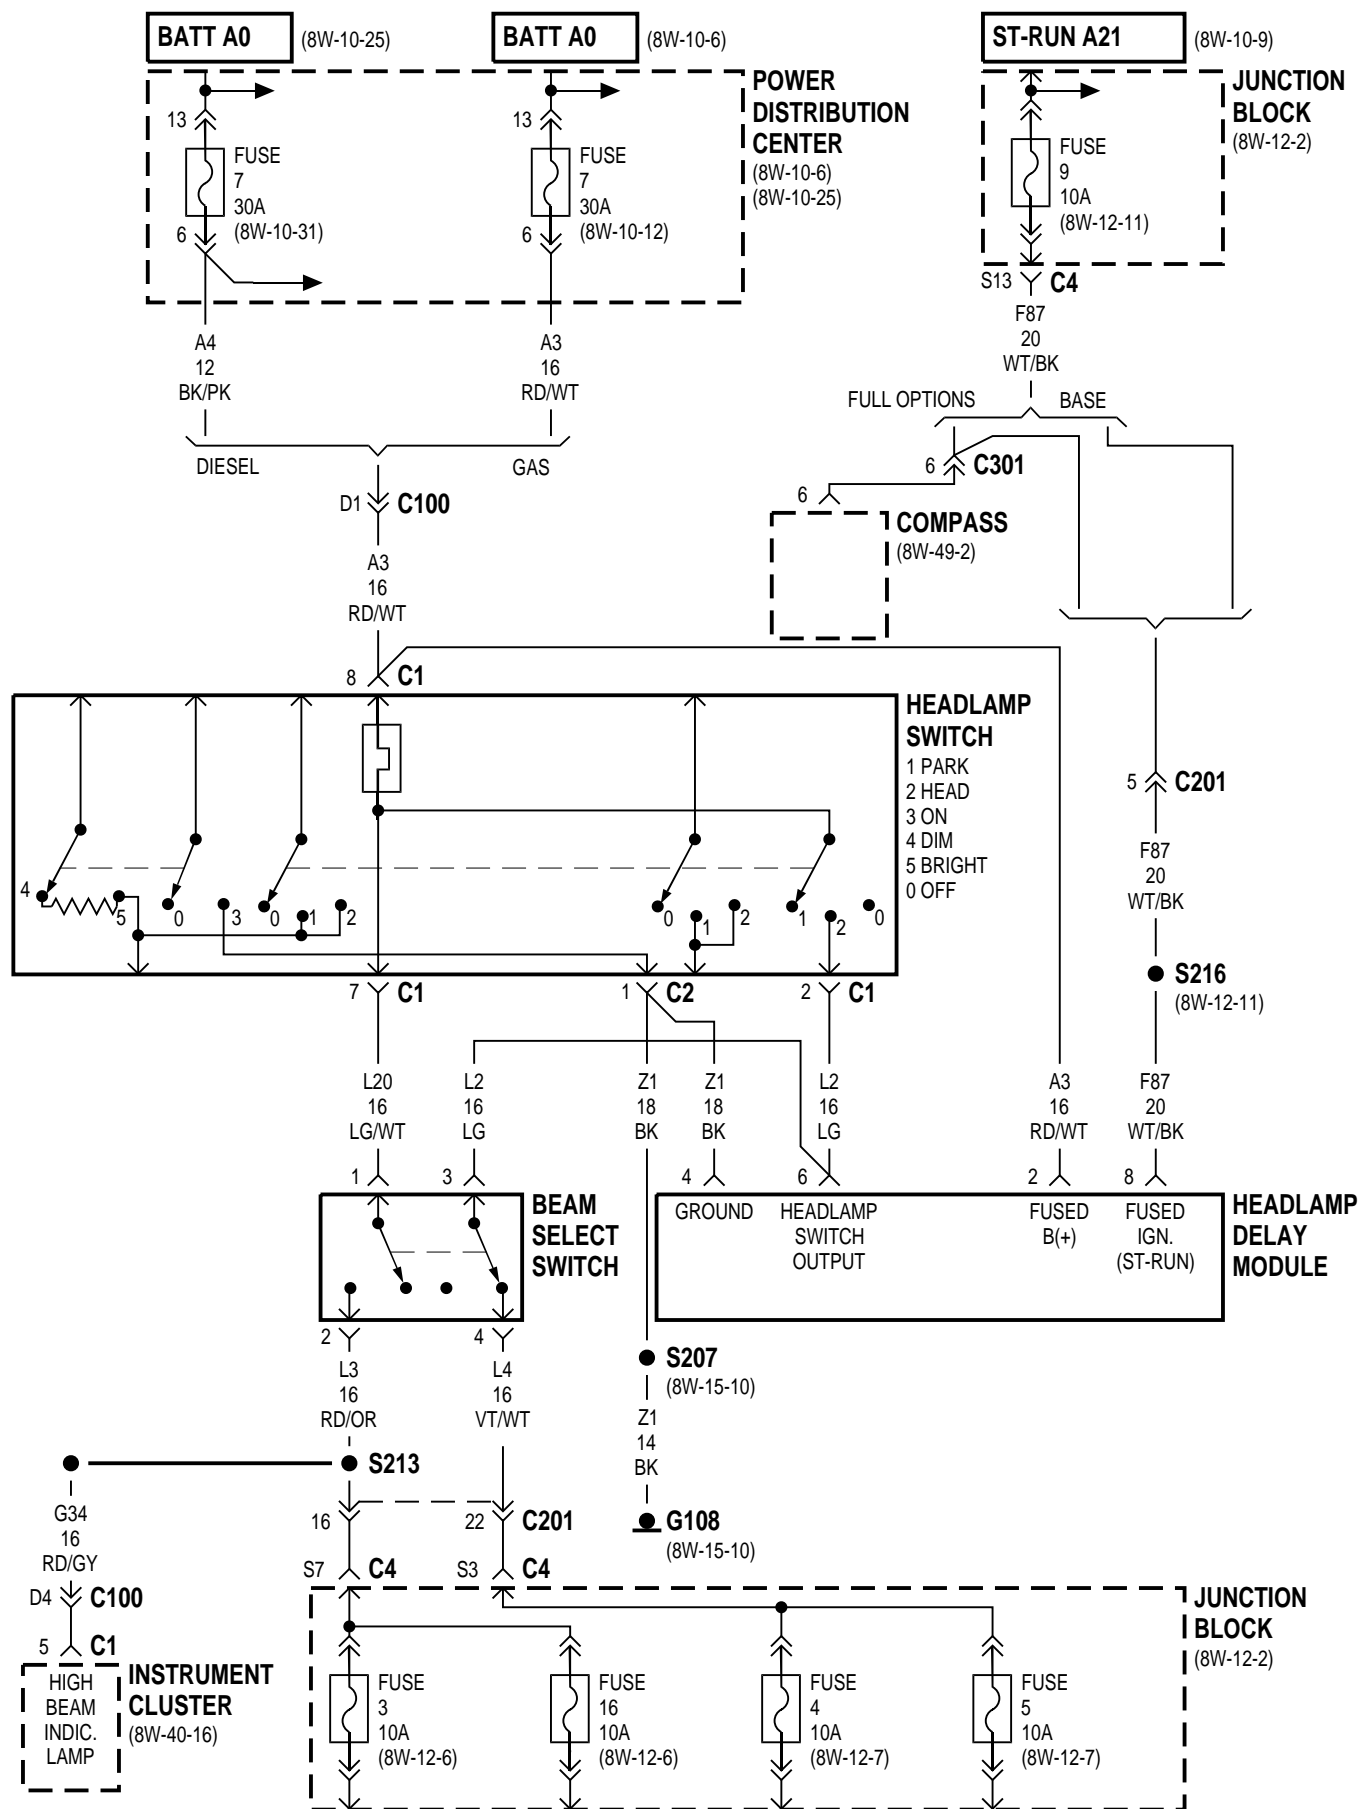 BATT A0 (8W-10-25)
BATT A0 (8W-10-6)
ST-RUN A21 (8W-10-9)
POWER
DISTRIBUTION
CENTER
(8W-10-6)
(8W-10-25)
JUNCTION
BLOCK
(8W-12-2)
13
FUSE
7
30A
(8W-10-31)
6
13
FUSE
7
30A
(8W-10-12)
6
FUSE
9
10A
(8W-12-11)
S13 C4
F87
20
WT/BK
A4
12
BK/PK
A3
16
RD/WT
DIESEL
GAS
FULL OPTIONS
BASE
6 C301
6
COMPASS
(8W-49-2)
D1 C100
A3
16
RD/WT
8 C1
HEADLAMP
SWITCH
1 PARK
2 HEAD
3 ON
4 DIM
5 BRIGHT
0 OFF
4 5 0 3 0 1 2 0 1 2 1 2 0
5 C201
F87
20
WT/BK
S216
(8W-12-11)
7 C1
1 C2
2 C1
L20
16
LG/WT
L2
16
LG
Z1
18
BK
Z1
18
BK
L2
16
LG
A3
16
RD/WT
F87
20
WT/BK
1 3 4 6 2 8
BEAM
SELECT
SWITCH
GROUND
HEADLAMP
SWITCH
OUTPUT
FUSED
B(+)
FUSED
IGN.
(ST-RUN)
HEADLAMP
DELAY
MODULE
2 4
L3
16
RD/OR
L4
16
VT/WT
S207
(8W-15-10)
Z1
14
BK
G108
(8W-15-10)
S213
G34
16
RD/GY
D4 C100
5 C1
HIGH
BEAM
INDIC.
LAMP
INSTRUMENT
CLUSTER
(8W-40-16)
16 22 C201
S7 C4
S3 C4
JUNCTION
BLOCK
(8W-12-2)
FUSE
3
10A
(8W-12-6)
FUSE
16
10A
(8W-12-6)
FUSE
4
10A
(8W-12-7)
FUSE
5
10A
(8W-12-7)